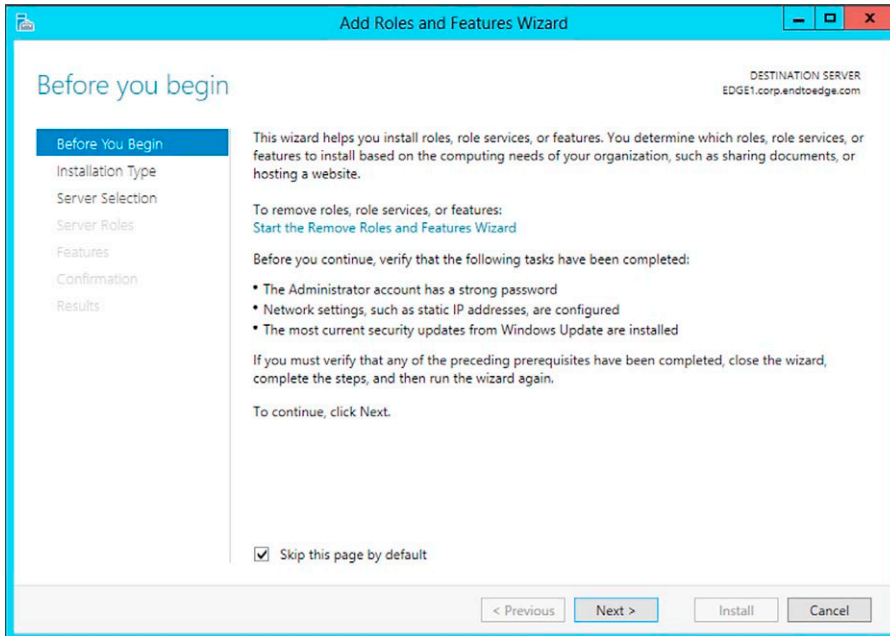 Add Roles and Features Wizard
Before you begin
DESTINATION SERVER
EDGE1.corp.endtoedge.com
Before You Begin
Installation Type
Server Selection
Server Roles
Features
Confirmation
Results
This wizard helps you install roles, role services, or features. You determine which roles, role services, or
features to install based on the computing needs of your organization, such as sharing documents, or
hosting a website.
To remove roles, role services, or features:
Start the Remove Roles and Features Wizard
Before you continue, verify that the following tasks have been completed:
• The Administrator account has a strong password
• Network settings, such as static IP addresses, are configured
• The most current security updates from Windows Update are installed
If you must verify that any of the preceding prerequisites have been completed, close the wizard,
complete the steps, and then run the wizard again.
To continue, click Next.
Skip this page by default
< Previous
Next >
Install
Cancel